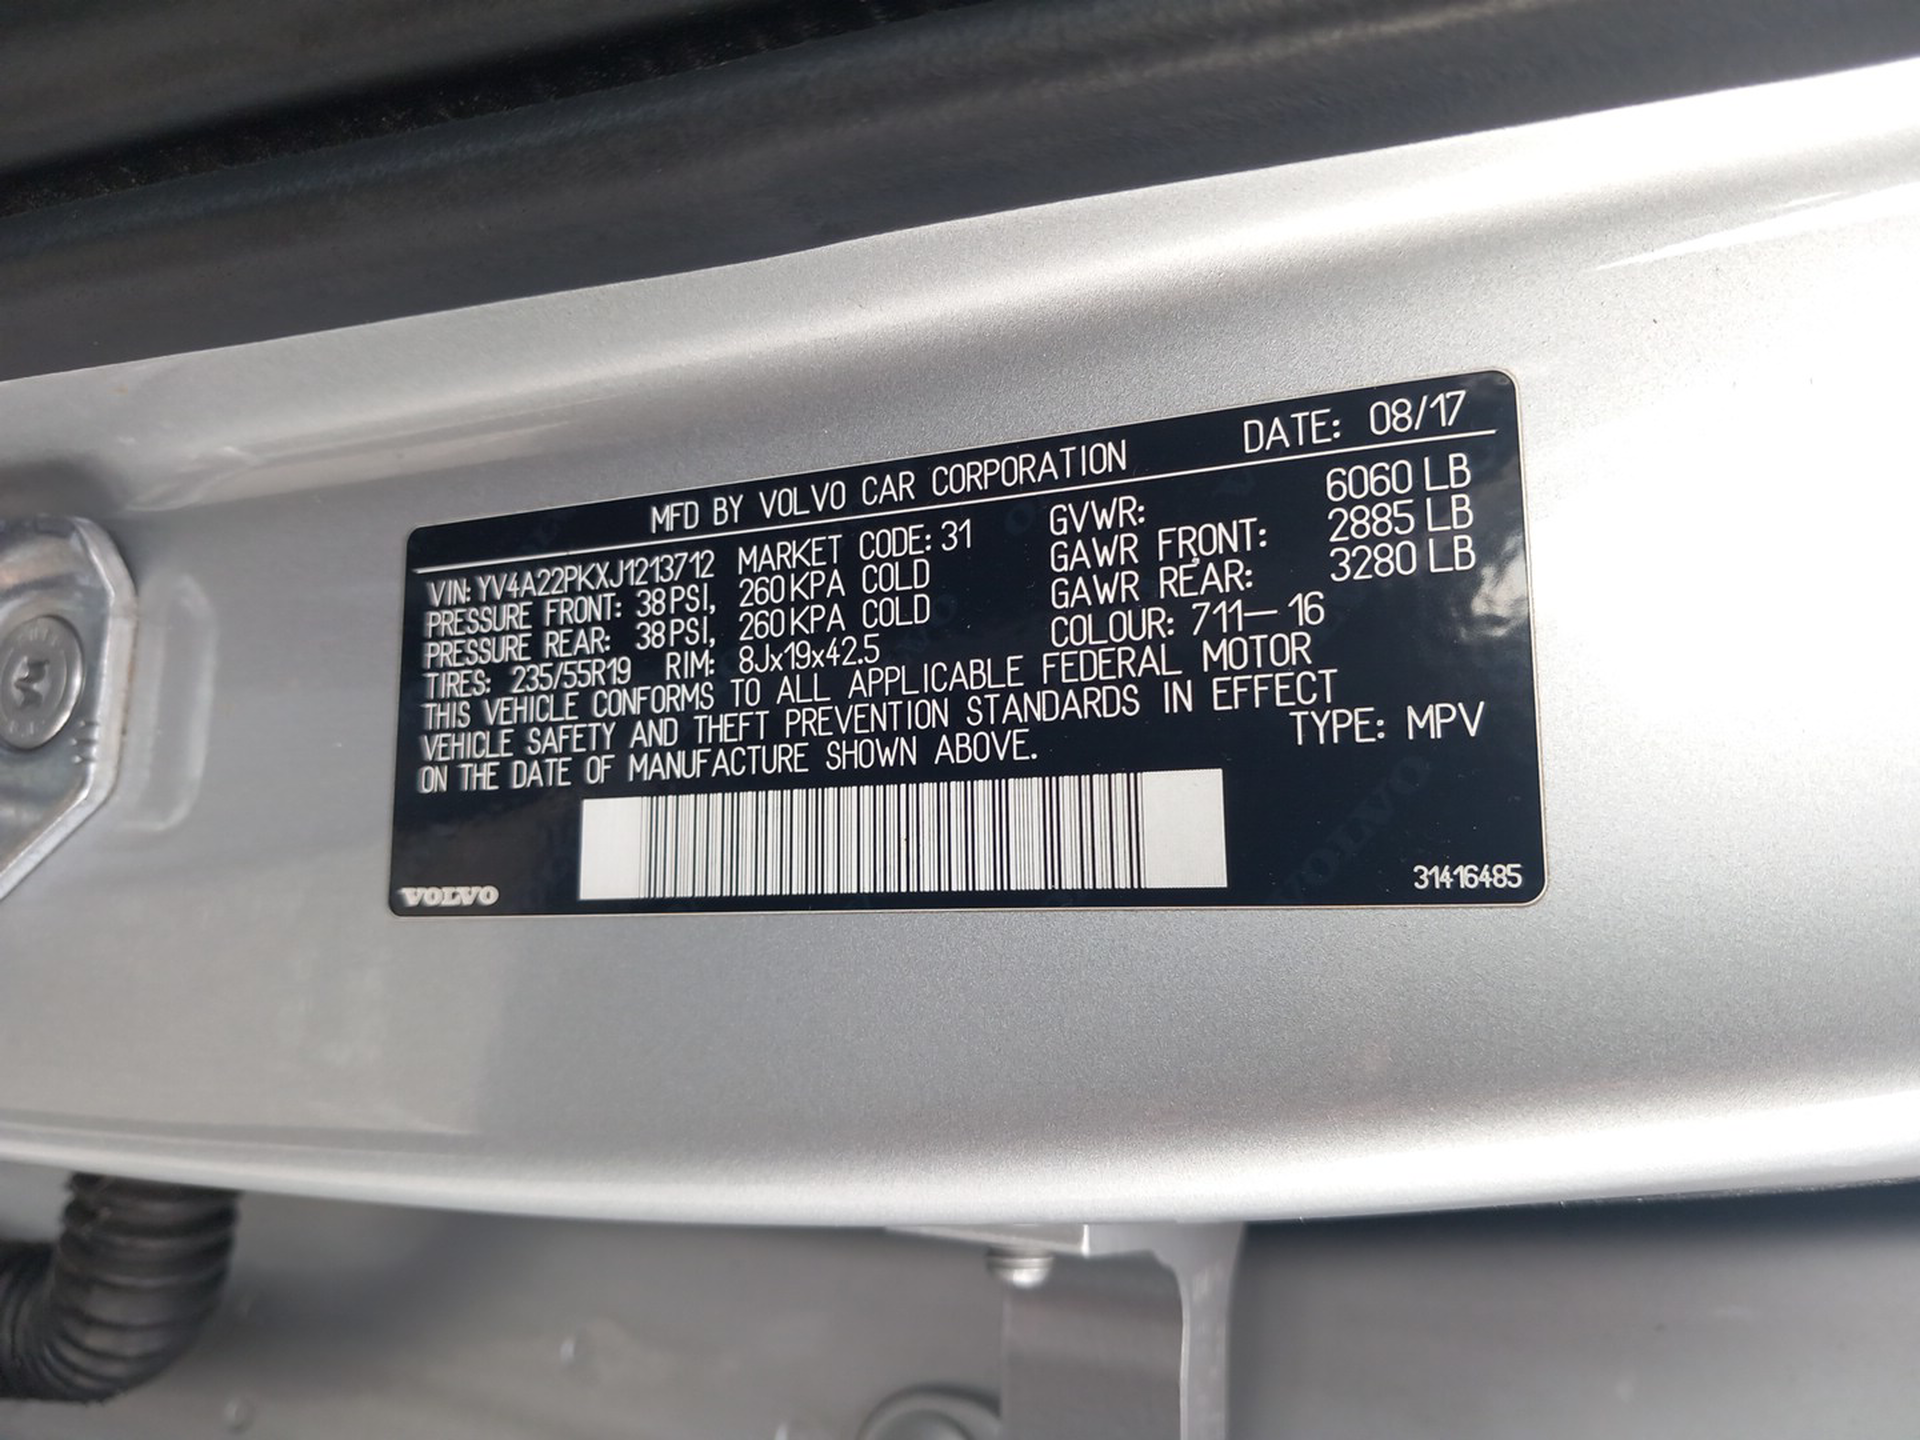 MFD BY VOLVO CAR CORPORATION DATE: 08/17
VIN: YV4A22PKXJ1213712 MARKET CODE: 31 GVWR: 6060 LB
PRESSURE FRONT: 38 PSI, 260 KPA COLD GAWR FRONT: 2885 LB
PRESSURE REAR: 38 PSI, 260 KPA COLD GAWR REAR: 3280 LB
TIRES: 235/55R19 RIM: 8Jx19x42.5 COLOUR: 711-16
THIS VEHICLE CONFORMS TO ALL APPLICABLE FEDERAL MOTOR
VEHICLE SAFETY AND THEFT PREVENTION STANDARDS IN EFFECT
ON THE DATE OF MANUFACTURE SHOWN ABOVE. TYPE: MPV
VOLVO 31416485